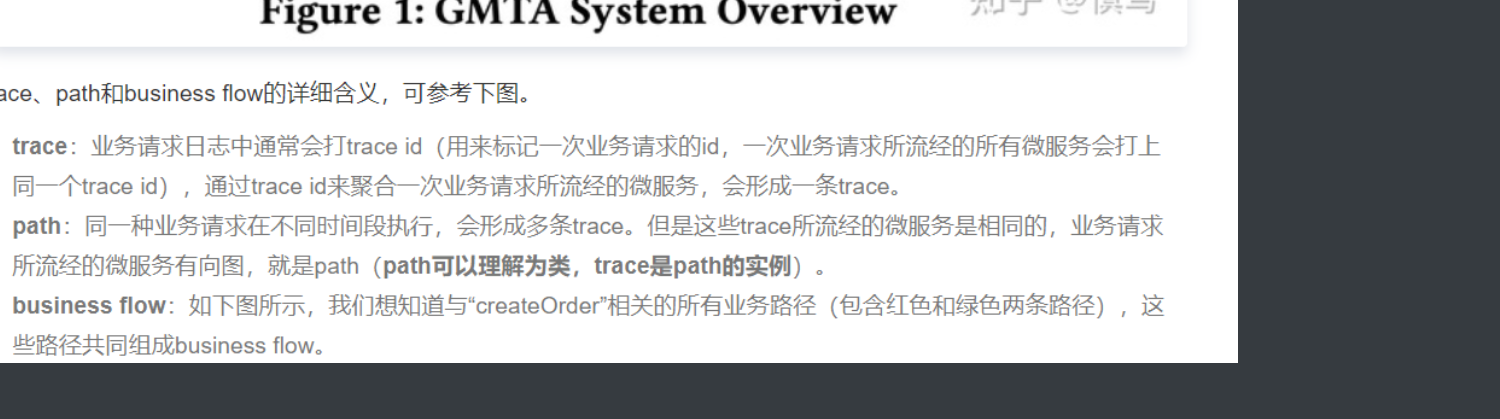 Figure 1: GMTA System Overview
知乎 @慎写
ace、path和business flow的详细含义，可参考下图。
trace：业务请求日志中通常会打trace id（用来标记一次业务请求的id，一次业务请求所流经的所有微服务会打上
同一个trace id），通过trace id来聚合一次业务请求所流经的微服务，会形成一条trace。
path：同一种业务请求在不同时间段执行，会形成多条trace。但是这些trace所流经的微服务是相同的，业务请求
所流经的微服务有向图，就是path（path可以理解为类，trace是path的实例）。
business flow：如下图所示，我们想知道与“createOrder”相关的所有业务路径（包含红色和绿色两条路径），这
些路径共同组成business flow。